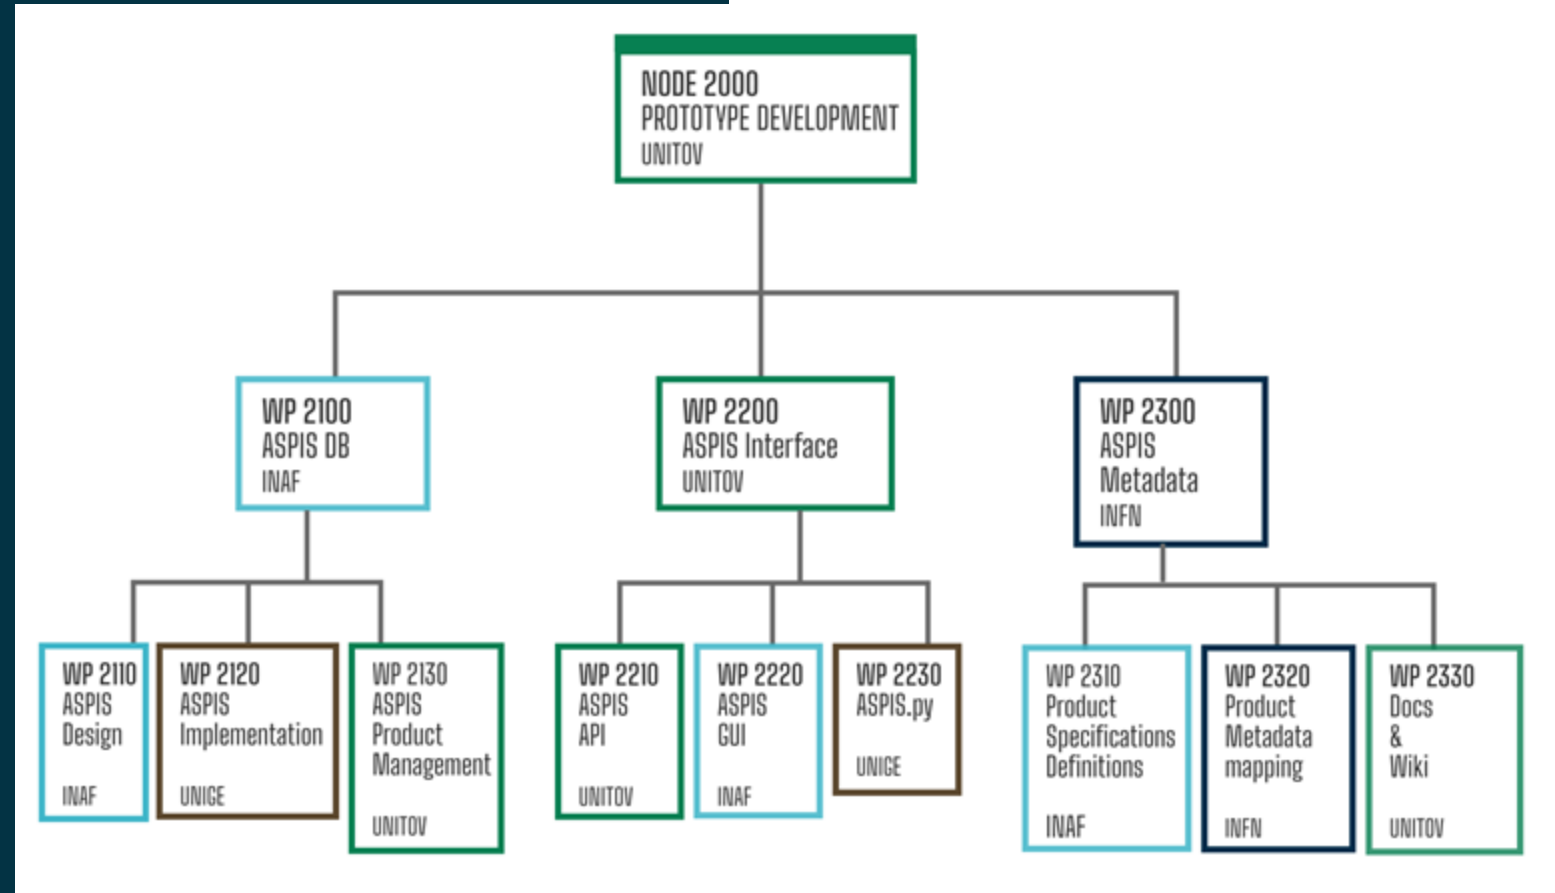 NODE 2000
PROTOTYPE DEVELOPMENT
UNITOV
WP 2100
ASPIS DB
INAF
WP 2200
ASPIS Interface
UNITOV
WP 2300
ASPIS
Metadata
INFN
WP 2110
ASPIS
Design
INAF
WP 2120
ASPIS
Implementation
UNIGE
WP 2130
ASPIS
Product
Management
UNITOV
WP 2210
ASPIS
API
UNITOV
WP 2220
ASPIS
GUI
INAF
WP 2230
ASPIS.py
UNIGE
WP 2310
Product
Specifications
Definitions
INAF
WP 2320
Product
Metadata
mapping
INFN
WP 2330
Docs
&
Wiki
UNITOV